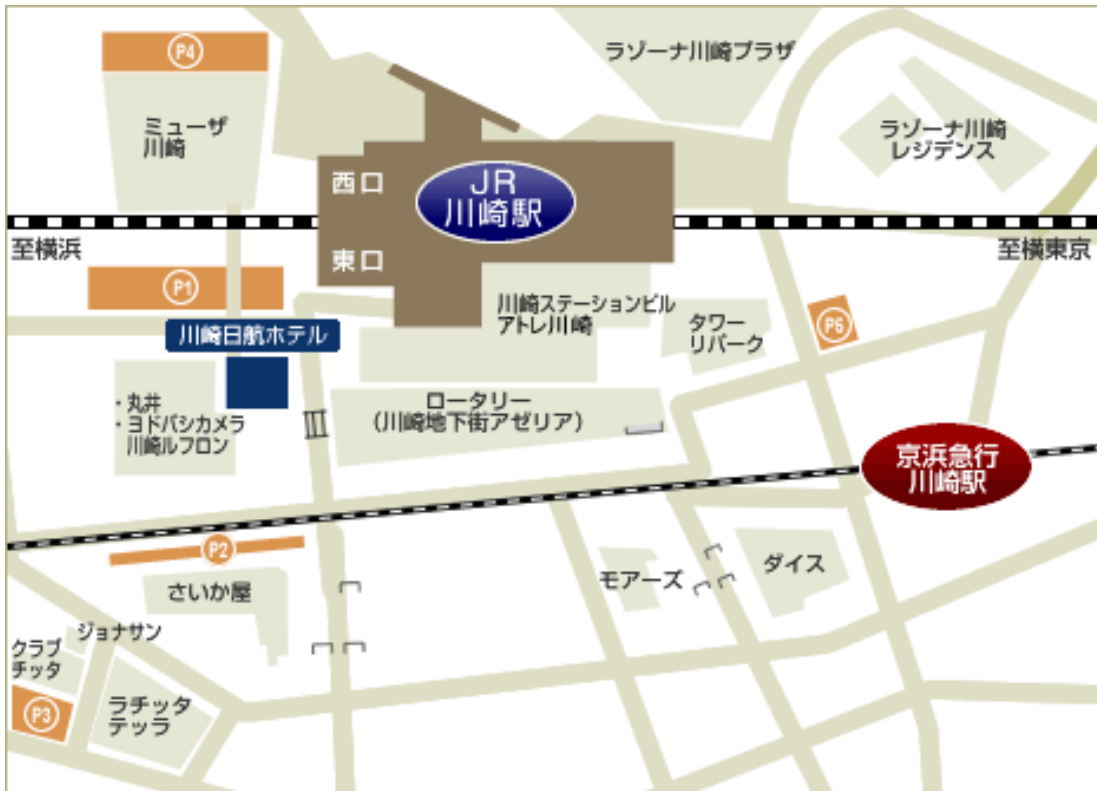 P4
ラゾーナ川崎プラザ
ミューザ
川崎
ラゾーナ川崎
レジデンス
西口
JR
川崎駅
至横浜
東口
至横東京
P1
川崎ステーションビル
アトレ川崎
タワー
リパーク
P6
川崎日航ホテル
・丸井
・ヨドバシカメラ
川崎ルフロン
ロータリー
(川崎地下街アゼリア)
京浜急行
川崎駅
P2
さいか屋
モアーズ
ダイス
ジョナサン
クラブ
チッタ
ラチッタ
テッラ
P3